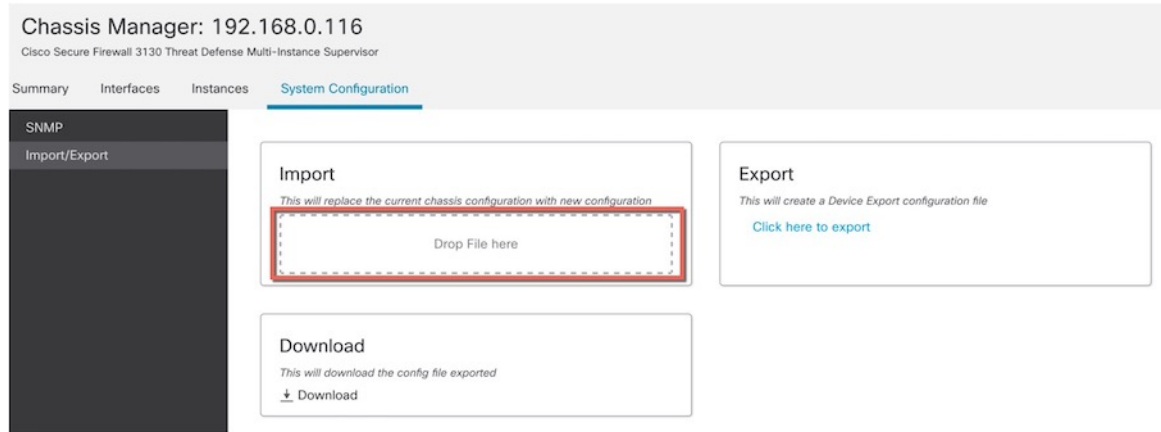 Chassis Manager: 192.168.0.116
Cisco Secure Firewall 3130 Threat Defense Multi-Instance Supervisor
Summary Interfaces Instances System Configuration
SNMP
Import/Export
Import
This will replace the current chassis configuration with new configuration
Drop File here
Export
This will create a Device Export configuration file
Click here to export
Download
This will download the config file exported
Download